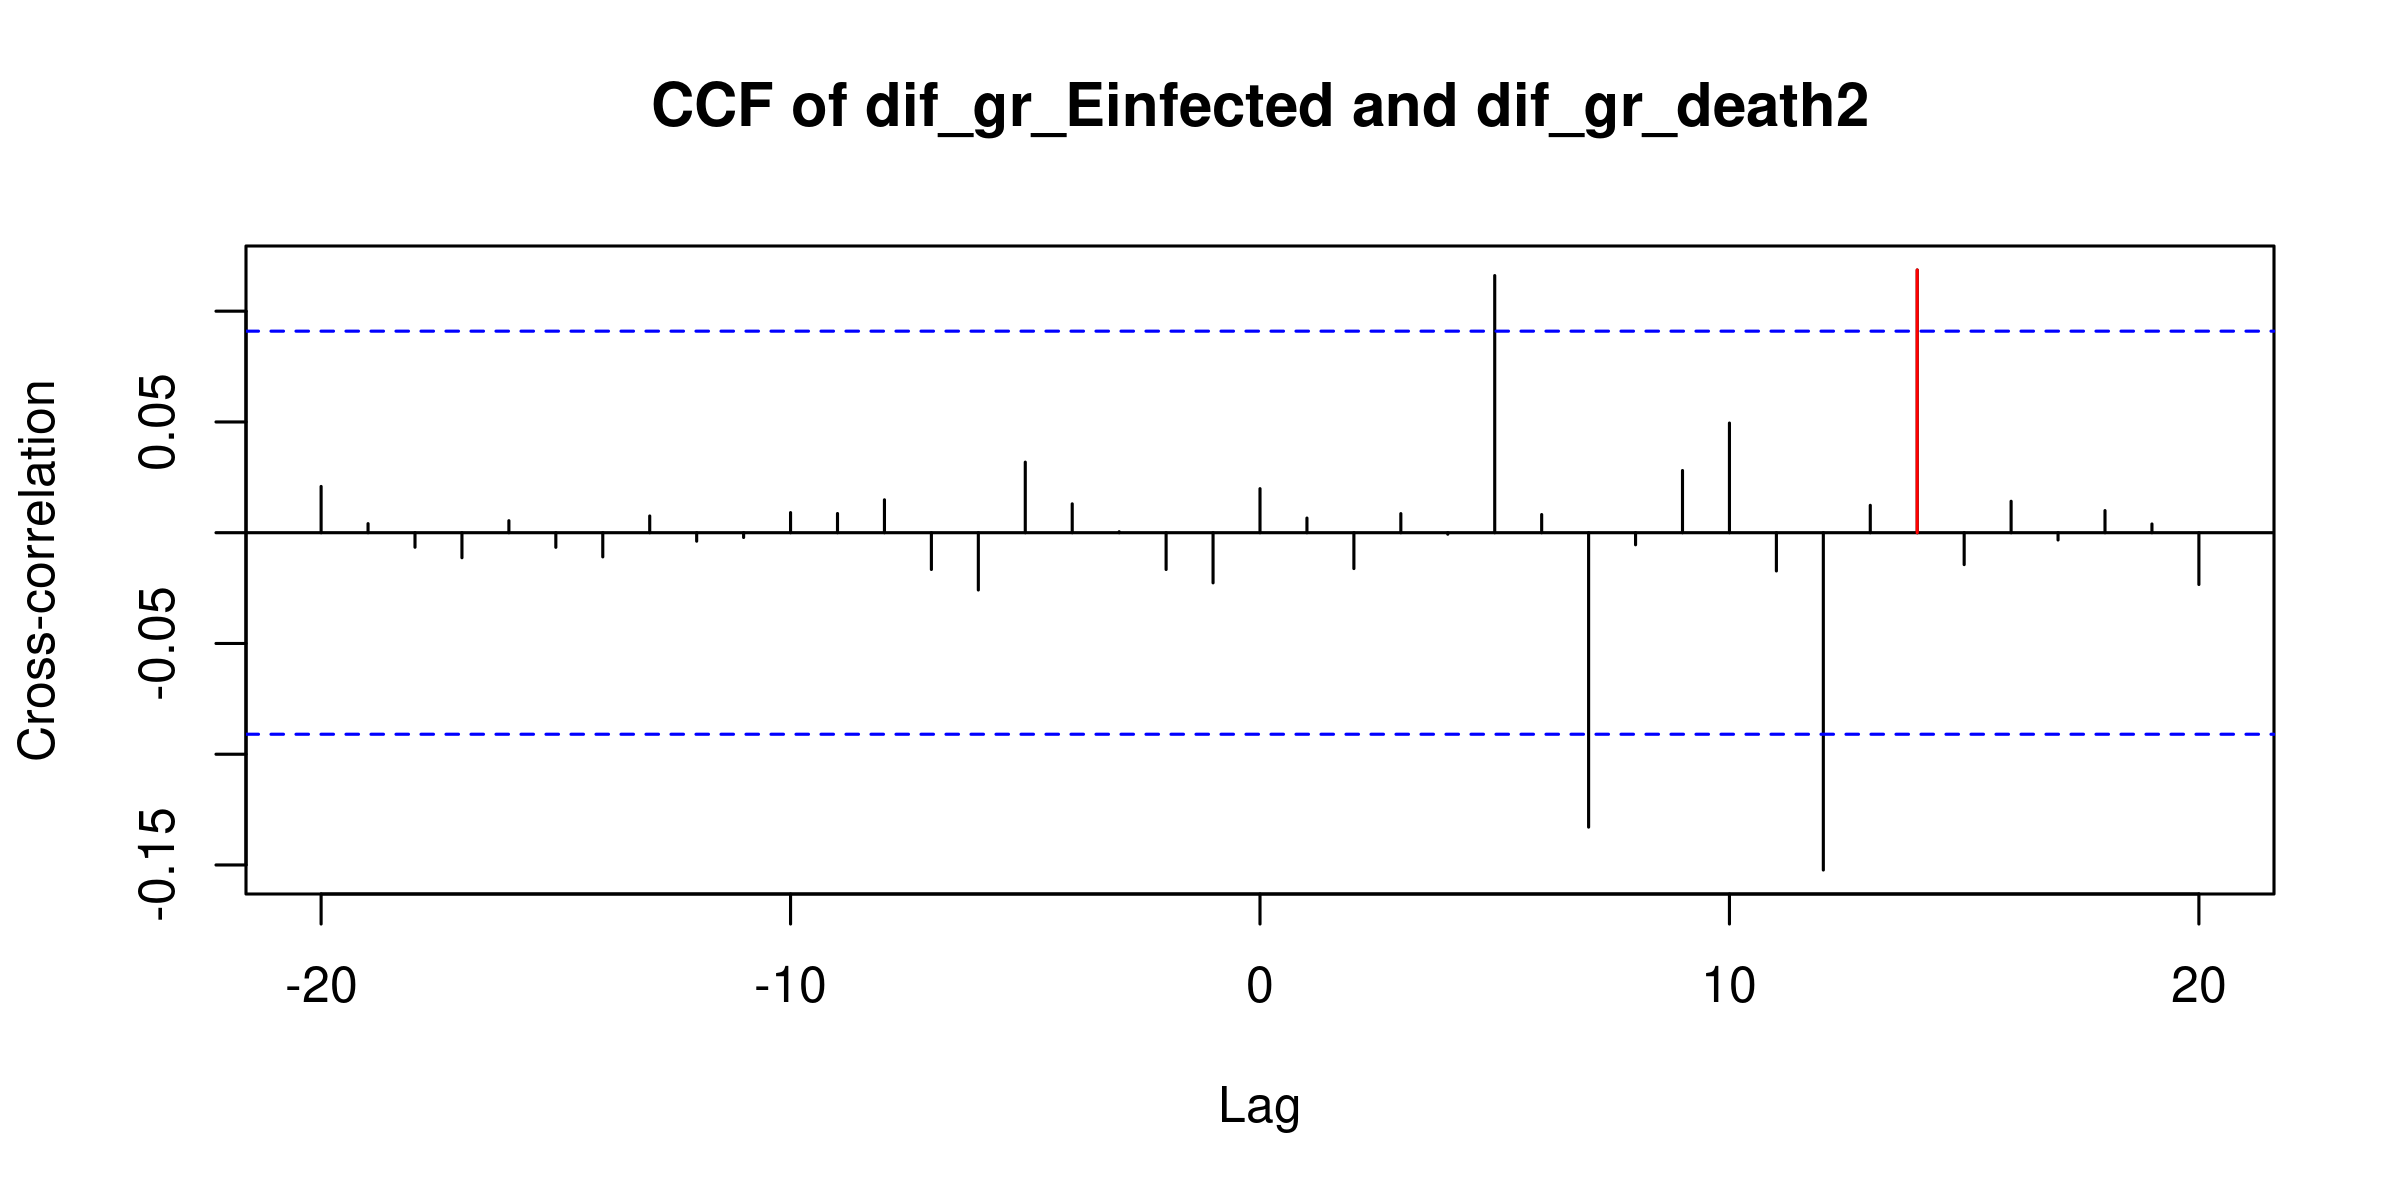 CCF of dif_gr_Einfected and dif_gr_death2
Cross-correlation
0.05
-0.05
-0.15
-20 -10 0 10 20
Lag